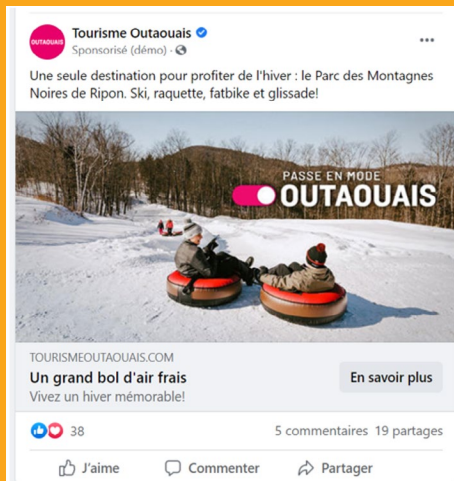 OUTAOUAIS
Tourisme Outaouais
Sponsorisé (démo) ·
Une seule destination pour profiter de l'hiver : le Parc des Montagnes
Noires de Ripon. Ski, raquette, fatbike et glissade!
PASSE EN MODE
OUTAOUAIS
TOURISMEOUTAOUAIS.COM
Un grand bol d'air frais
En savoir plus
Vivez un hiver mémorable!
38
5 commentaires 19 partages
J'aime
Commenter
Partager